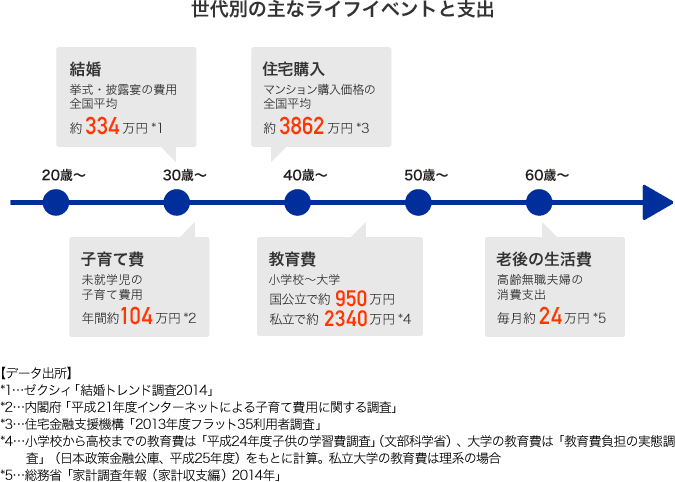 世代別の主なライフイベントと支出
結婚
挙式・披露宴の費用
全国平均
約334万円 *1
住宅購入
マンション購入価格の
全国平均
約3862万円 *3
20歳～ 30歳～ 40歳～ 50歳～ 60歳～
子育て費
未就学児の
子育て費用
年間約104万円 *2
教育費
小学校～大学
国公立で約 950万円
私立で約 2340万円 *4
老後の生活費
高齢無職夫婦の
消費支出
毎月約24万円 *5
【データ出所】
*1…ゼクシィ「結婚トレンド調査2014」
*2…内閣府「平成21年度インターネットによる子育て費用に関する調査」
*3…住宅金融支援機構「2013年度フラット35利用者調査」
*4…小学校から高校までの教育費は「平成24年度子供の学習費調査」（文部科学省）、大学の教育費は「教育費負担の実態調
査」（日本政策金融公庫、平成25年度）をもとに計算。私立大学の教育費は理系の場合
*5…総務省「家計調査年報（家計収支編）2014年」